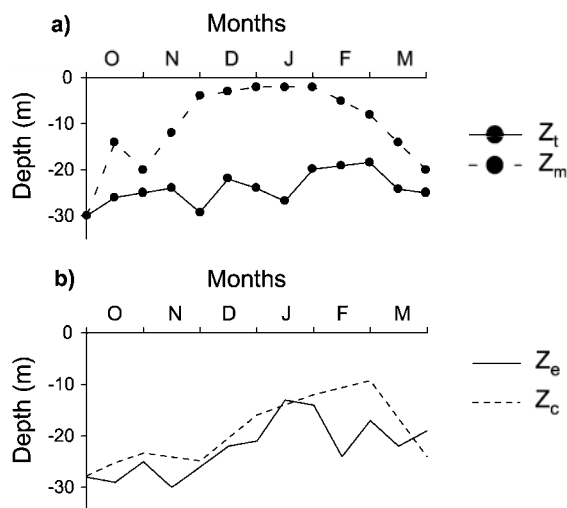 a)
Months
O N D J F M
0
-10
-20
-30
Depth (m)
Zt
Zm
b)
Months
O N D J F M
0
-10
-20
-30
Depth (m)
Ze
Zc